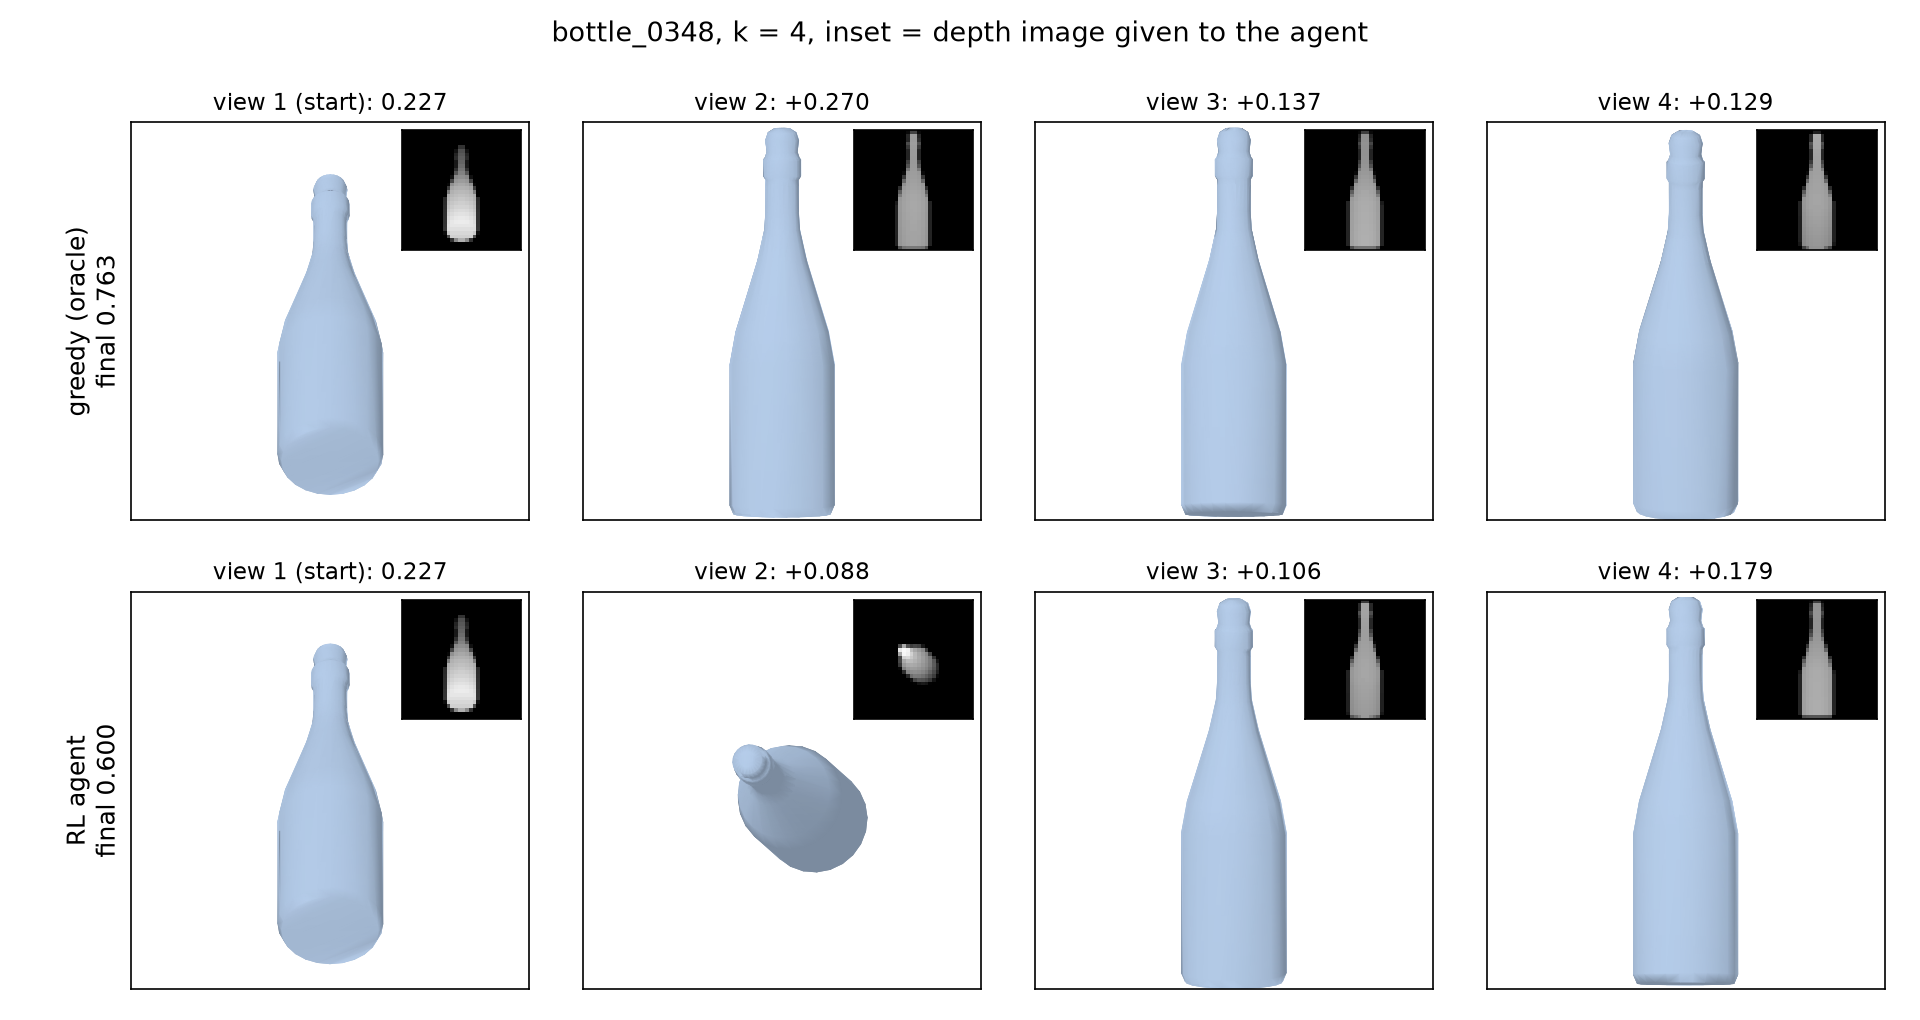 bottle_0348, k = 4, inset = depth image given to the agent
greedy (oracle)
final 0.763
view 1 (start): 0.227
view 2: +0.270
view 3: +0.137
view 4: +0.129
RL agent
final 0.600
view 1 (start): 0.227
view 2: +0.088
view 3: +0.106
view 4: +0.179